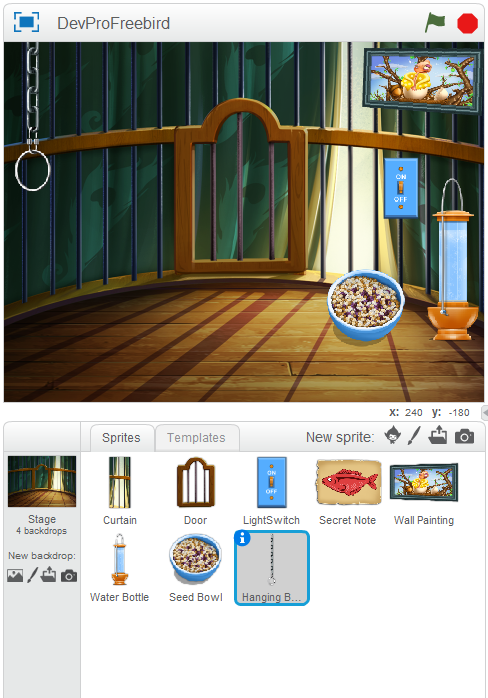 DevProFreebird
ON
OFF
x: 240 y: -180
Sprites
Templates
New sprite:
Stage
4 backdrops
New backdrop:
Curtain
Door
ON
OFF
LightSwitch
Secret Note
Wall Painting
Water Bottle
Seed Bowl
i
Hanging B...